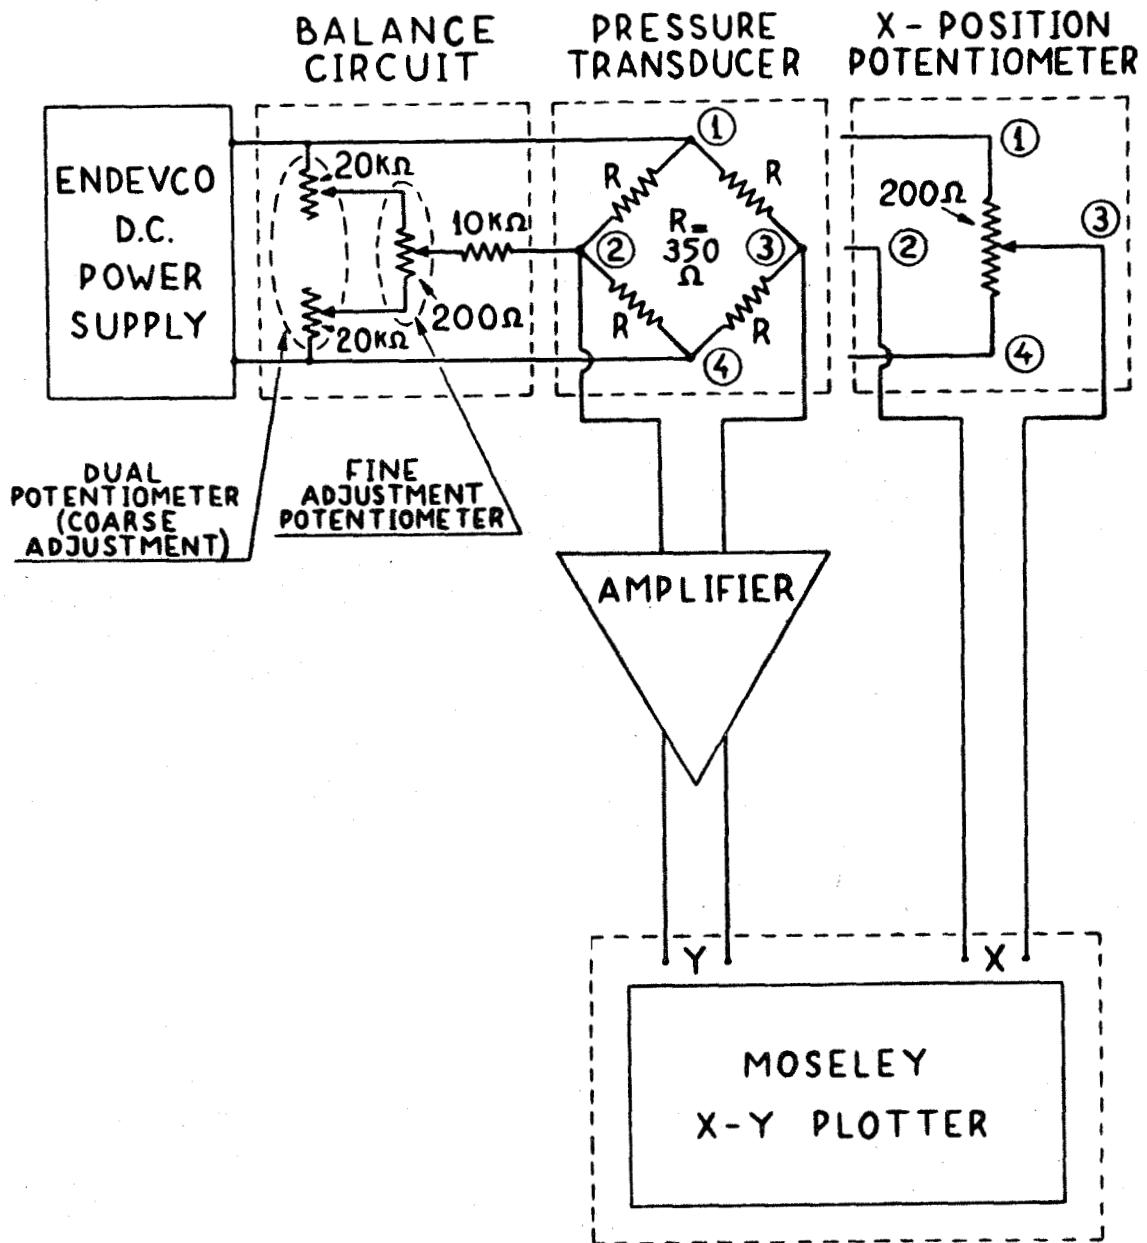 BALANCE
CIRCUIT
PRESSURE
TRANSDUCER
X-POSITION
POTENTIOMETER
ENDEVCO
D.C.
POWER
SUPPLY
20KΩ
20KΩ
10KΩ
200Ω
DUAL
POTENTIOMETER
(COARSE
ADJUSTMENT)
FINE
ADJUSTMENT
POTENTIOMETER
1
R
R
2
R=
350
Ω
3
R
R
4
1
200Ω
2
3
4
AMPLIFIER
Y
X
MOSELEY
X-Y PLOTTER